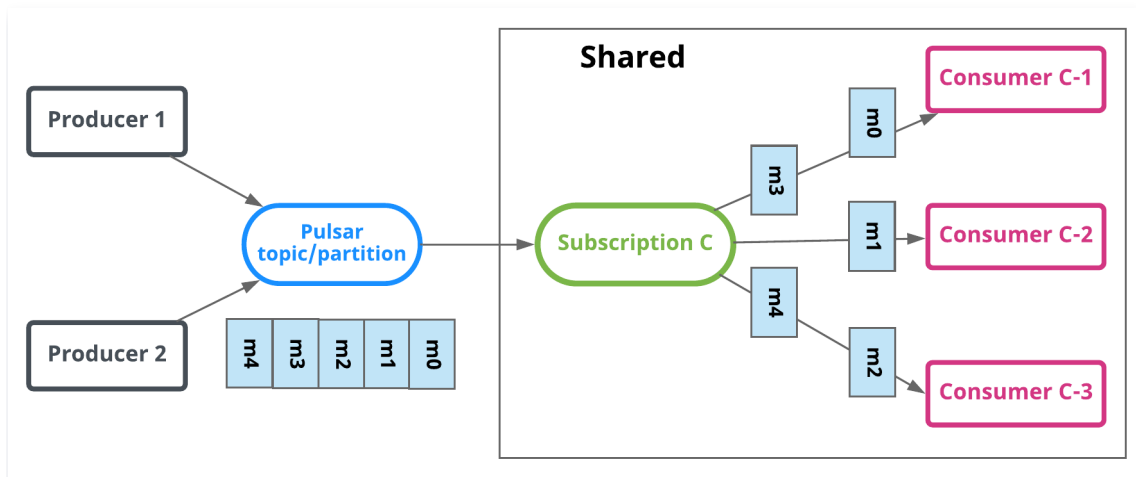 Shared
Consumer C-1
Producer 1
m0
m3
Pulsar
topic/partition
Subscription C
m1
Consumer C-2
m4
Producer 2
m4
m3
m2
m1
m0
m2
Consumer C-3